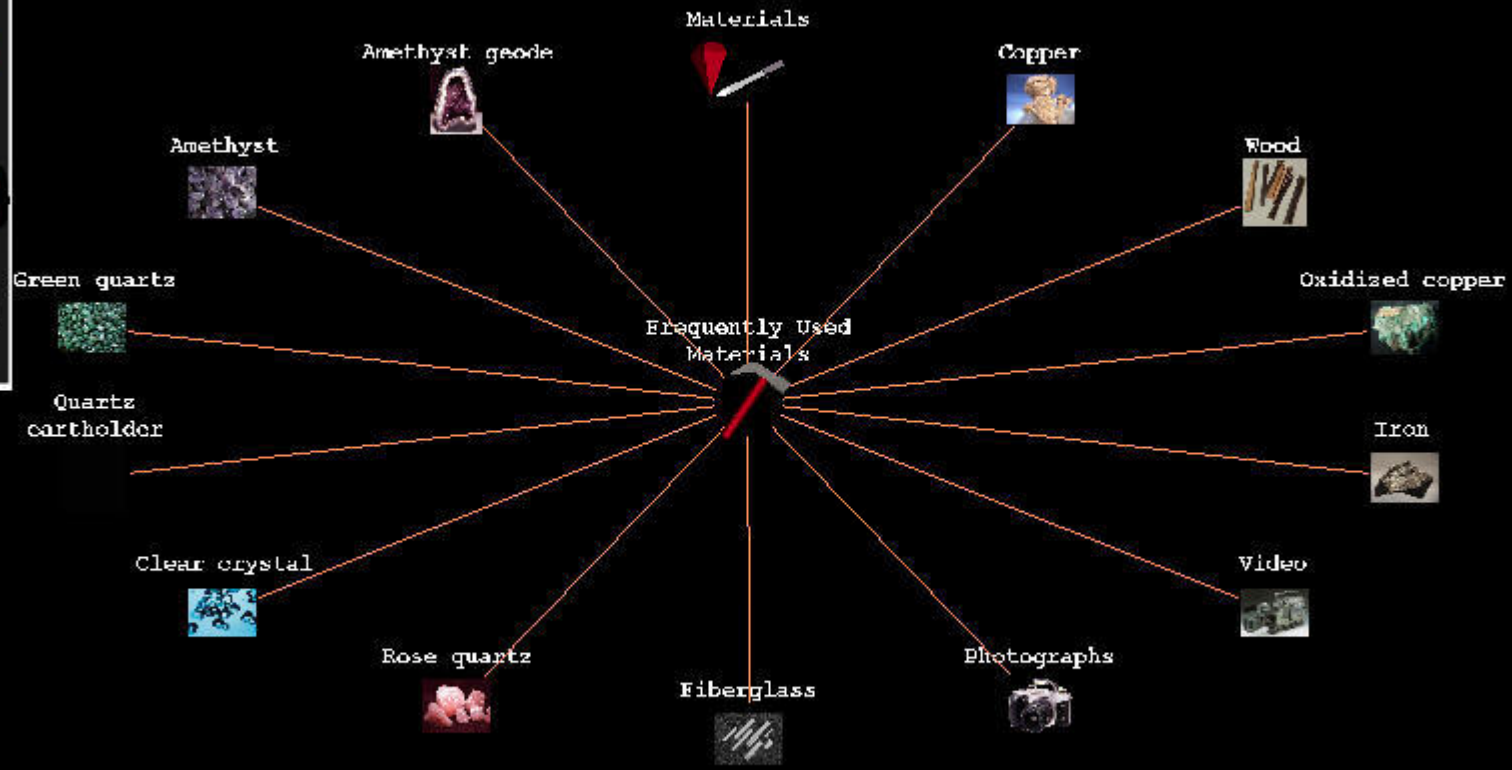 Materials
Amethyst geode
Copper
Amethyst
Wood
Green quartz
Oxidized copper
Frequently Used
Materials
Quartz
cartholder
Iron
Clear crystal
Video
Rose quartz
Photographs
Fiberglass